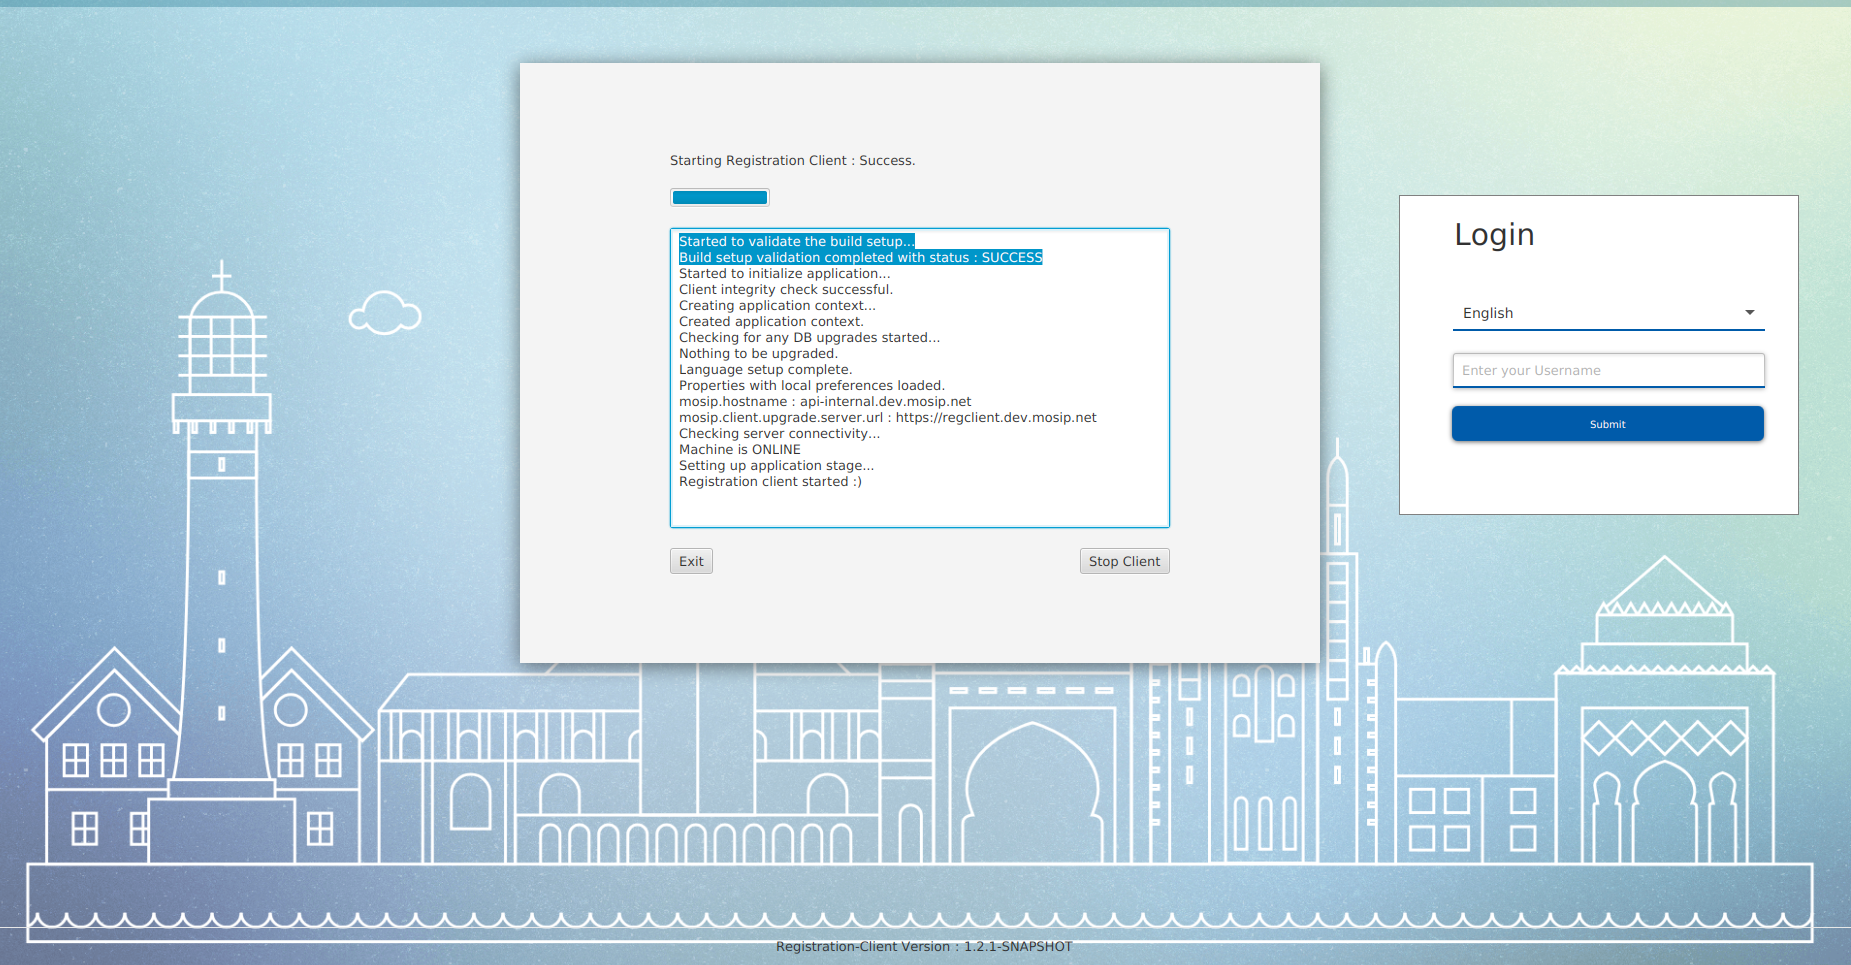 Starting Registration Client : Success.
Started to validate the build setup...
Build setup validation completed with status : SUCCESS
Started to initialize application...
Client integrity check successful.
Creating application context...
Created application context.
Checking for any DB upgrades started...
Nothing to be upgraded.
Language setup complete.
Properties with local preferences loaded.
mosip.hostname : api-internal.dev.mosip.net
mosip.client.upgrade.server.url : https://regclient.dev.mosip.net
Checking server connectivity...
Machine is ONLINE
Setting up application stage...
Registration client started :)
Exit
Stop Client
Login
English
Enter your Username
Submit
Registration-Client Version : 1.2.1-SNAPSHOT